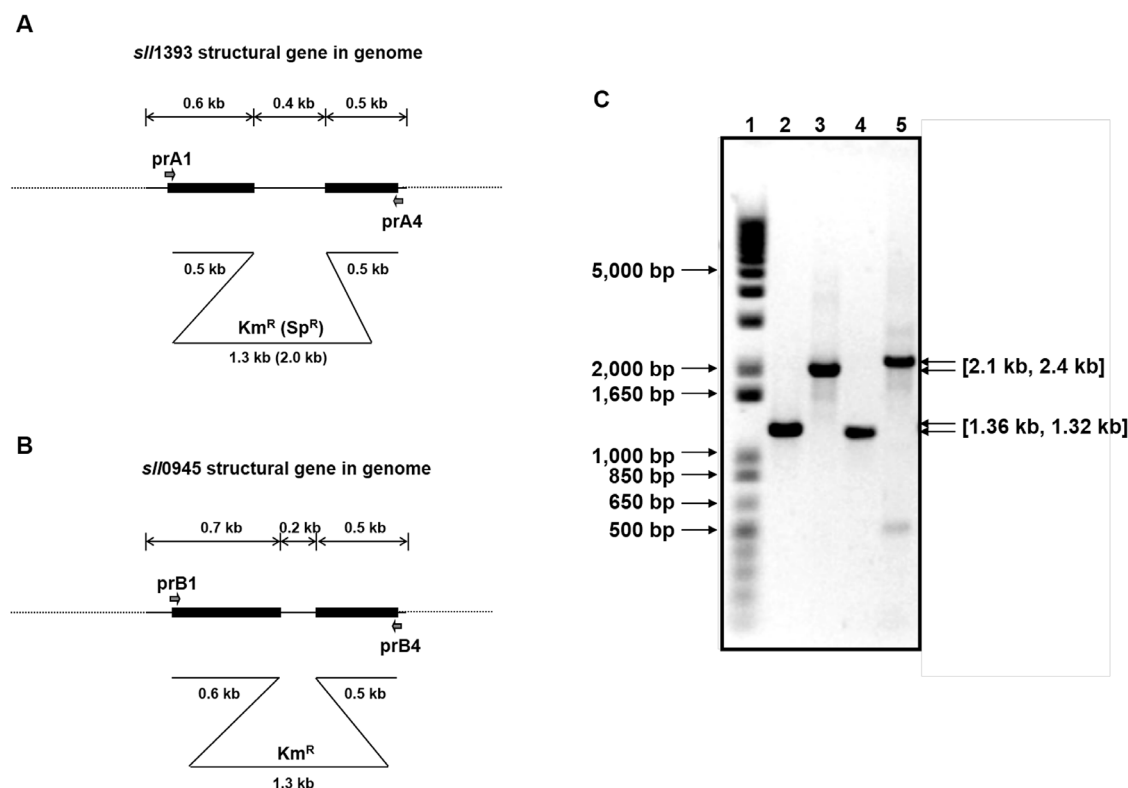 A
sll1393 structural gene in genome
0.6 kb
0.4 kb
0.5 kb
prA1
prA4
0.5 kb
0.5 kb
Kmᴿ (Spᴿ)
1.3 kb (2.0 kb)
B
sll0945 structural gene in genome
0.7 kb
0.2 kb
0.5 kb
prB1
prB4
0.6 kb
0.5 kb
Kmᴿ
1.3 kb
C
1 2 3 4 5
5,000 bp
2,000 bp
[2.1 kb, 2.4 kb]
1,650 bp
[1.36 kb, 1.32 kb]
1,000 bp
850 bp
650 bp
500 bp